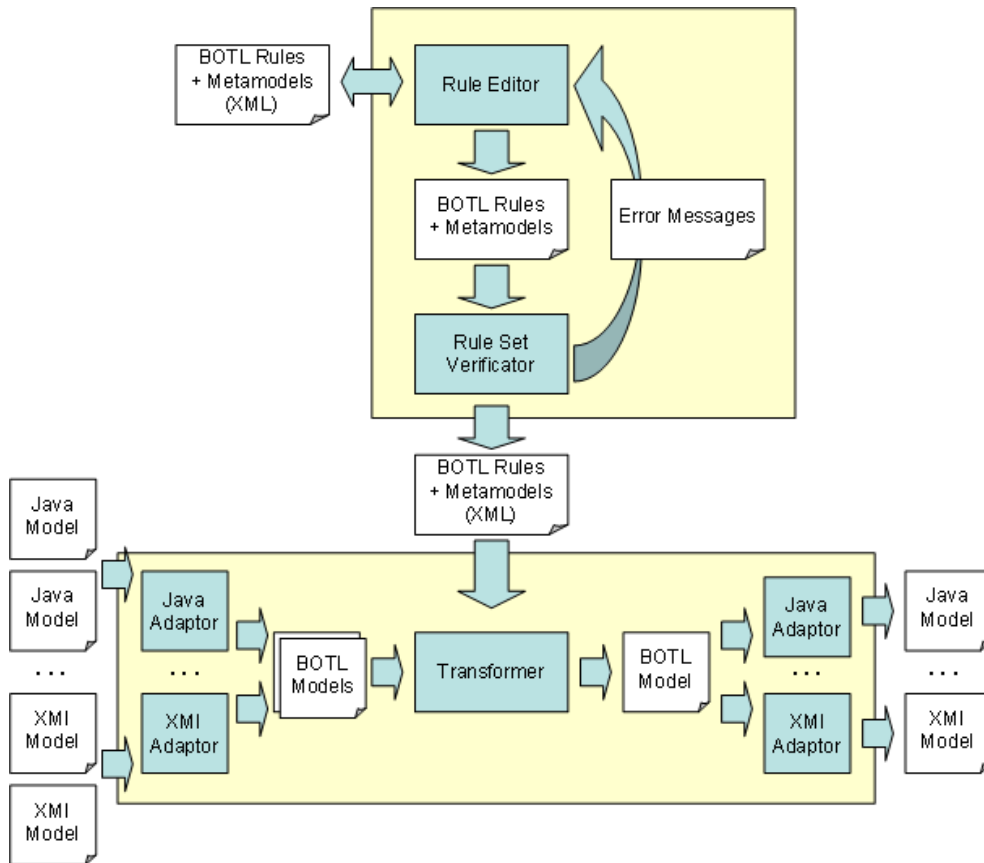 BOTL Rules
+ Metamodels
(XML)
Rule Editor
BOTL Rules
+ Metamodels
Error Messages
Rule Set
Verificator
BOTL Rules
+ Metamodels
(XML)
Java
Model
Java
Model
...
XMI
Model
XMI
Model
Java
Adaptor
...
XMI
Adaptor
BOTL
Models
Transformer
BOTL
Model
Java
Adaptor
...
XMI
Adaptor
Java
Model
...
XMI
Model